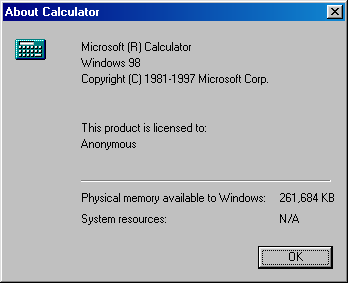 About Calculator
Microsoft (R) Calculator
Windows 98
Copyright (C) 1981-1997 Microsoft Corp.
This product is licensed to:
Anonymous
Physical memory available to Windows: 261,684 KB
System resources: N/A
OK